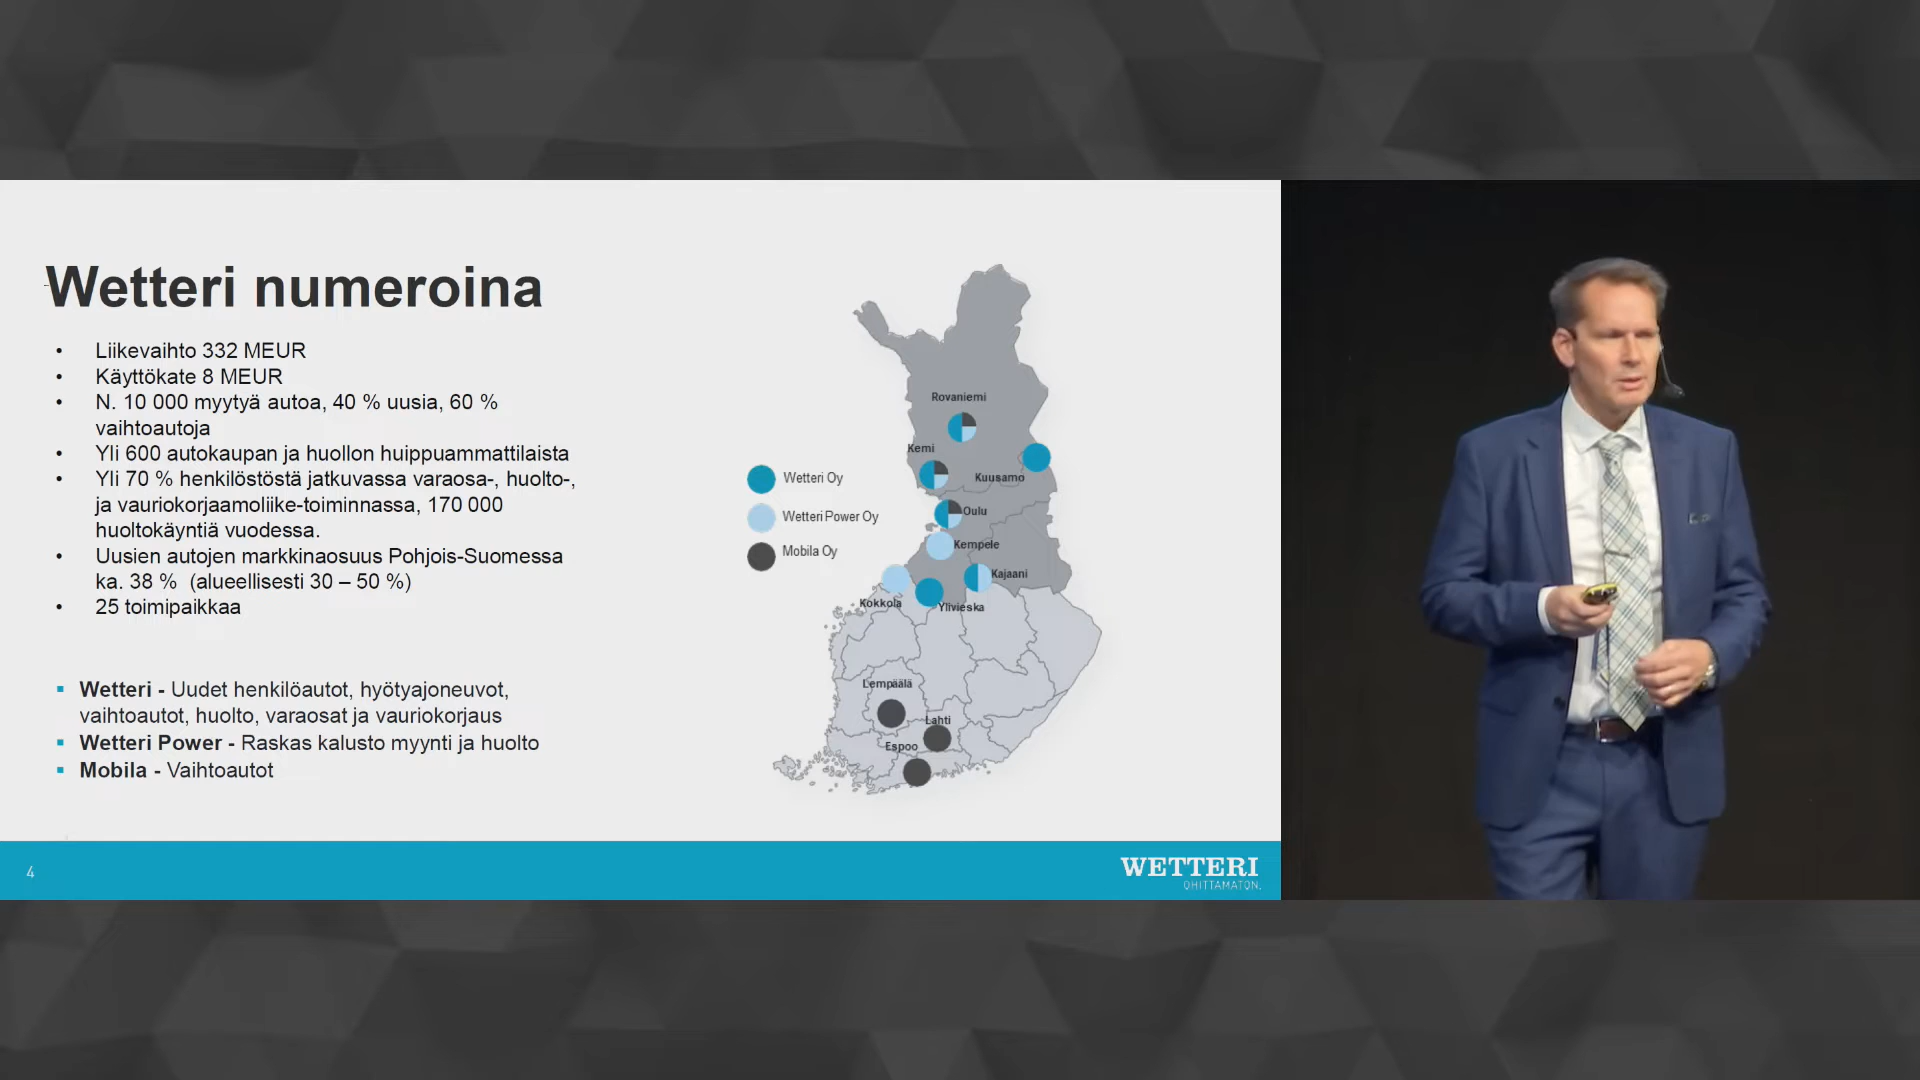 Wetteri numeroina
• Liikevaihto 332 MEUR
• Käyttökate 8 MEUR
• N. 10 000 myytyä autoa, 40 % uusia, 60 %
vaihtoautoja
• Yli 600 autokaupan ja huollon huippuammattilaista
• Yli 70 % henkilöstöstä jatkuvassa varaosa-, huolto-,
ja vauriokorjaamoliike-toiminnassa, 170 000
huoltokäyntiä vuodessa.
• Uusien autojen markkinaosuus Pohjois-Suomessa
ka. 38 % (alueellisesti 30 – 50 %)
• 25 toimipaikkaa
▪ Wetteri - Uudet henkilöautot, hyötyajoneuvot,
vaihtoautot, huolto, varaosat ja vauriokorjaus
▪ Wetteri Power - Raskas kalusto myynti ja huolto
▪ Mobila - Vaihtoautot
Wetteri Oy
Wetteri Power Oy
Mobila Oy
Rovaniemi
Kemi
Kuusamo
Oulu
Kempele
Kajaani
Kokkola
Ylivieska
Lempäälä
Lahti
Espoo
4
WETTERI
OHITTAMATON.